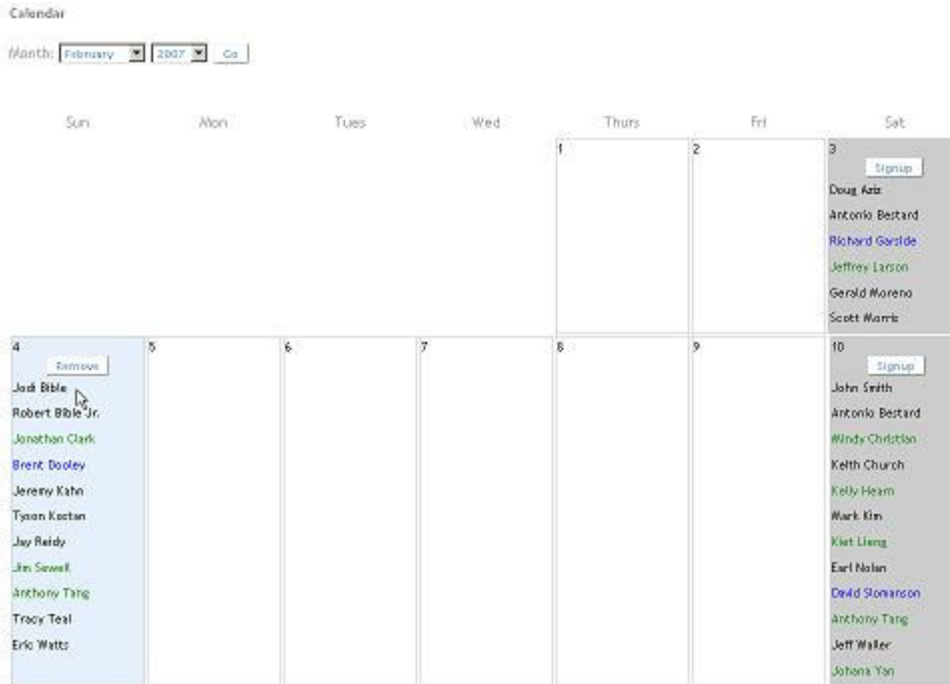 Calendar
Month: February 2007 Go
Sun Mon Tues Wed Thurs Fri Sat
1 2 3
Signup
Doug Aziz
Antonio Bestard
Richard Garside
Jeffrey Larson
Gerald Moreno
Scott Morris
4 5 6 7 8 9 10
Remove Signup
Jodi Bible John Smith
Robert Bible Jr. Antonio Bestard
Jonathan Clark Windy Christian
Brent Dooley Keith Church
Jeremy Kahn Kelly Hearn
Tyson Kostan Mark Kim
Jay Reidy Kiet Lieng
Jim Sewell Earl Nolan
Anthony Tang David Slomanson
Tracy Teal Anthony Tang
Eric Watts Jeff Waller
Johana Yan